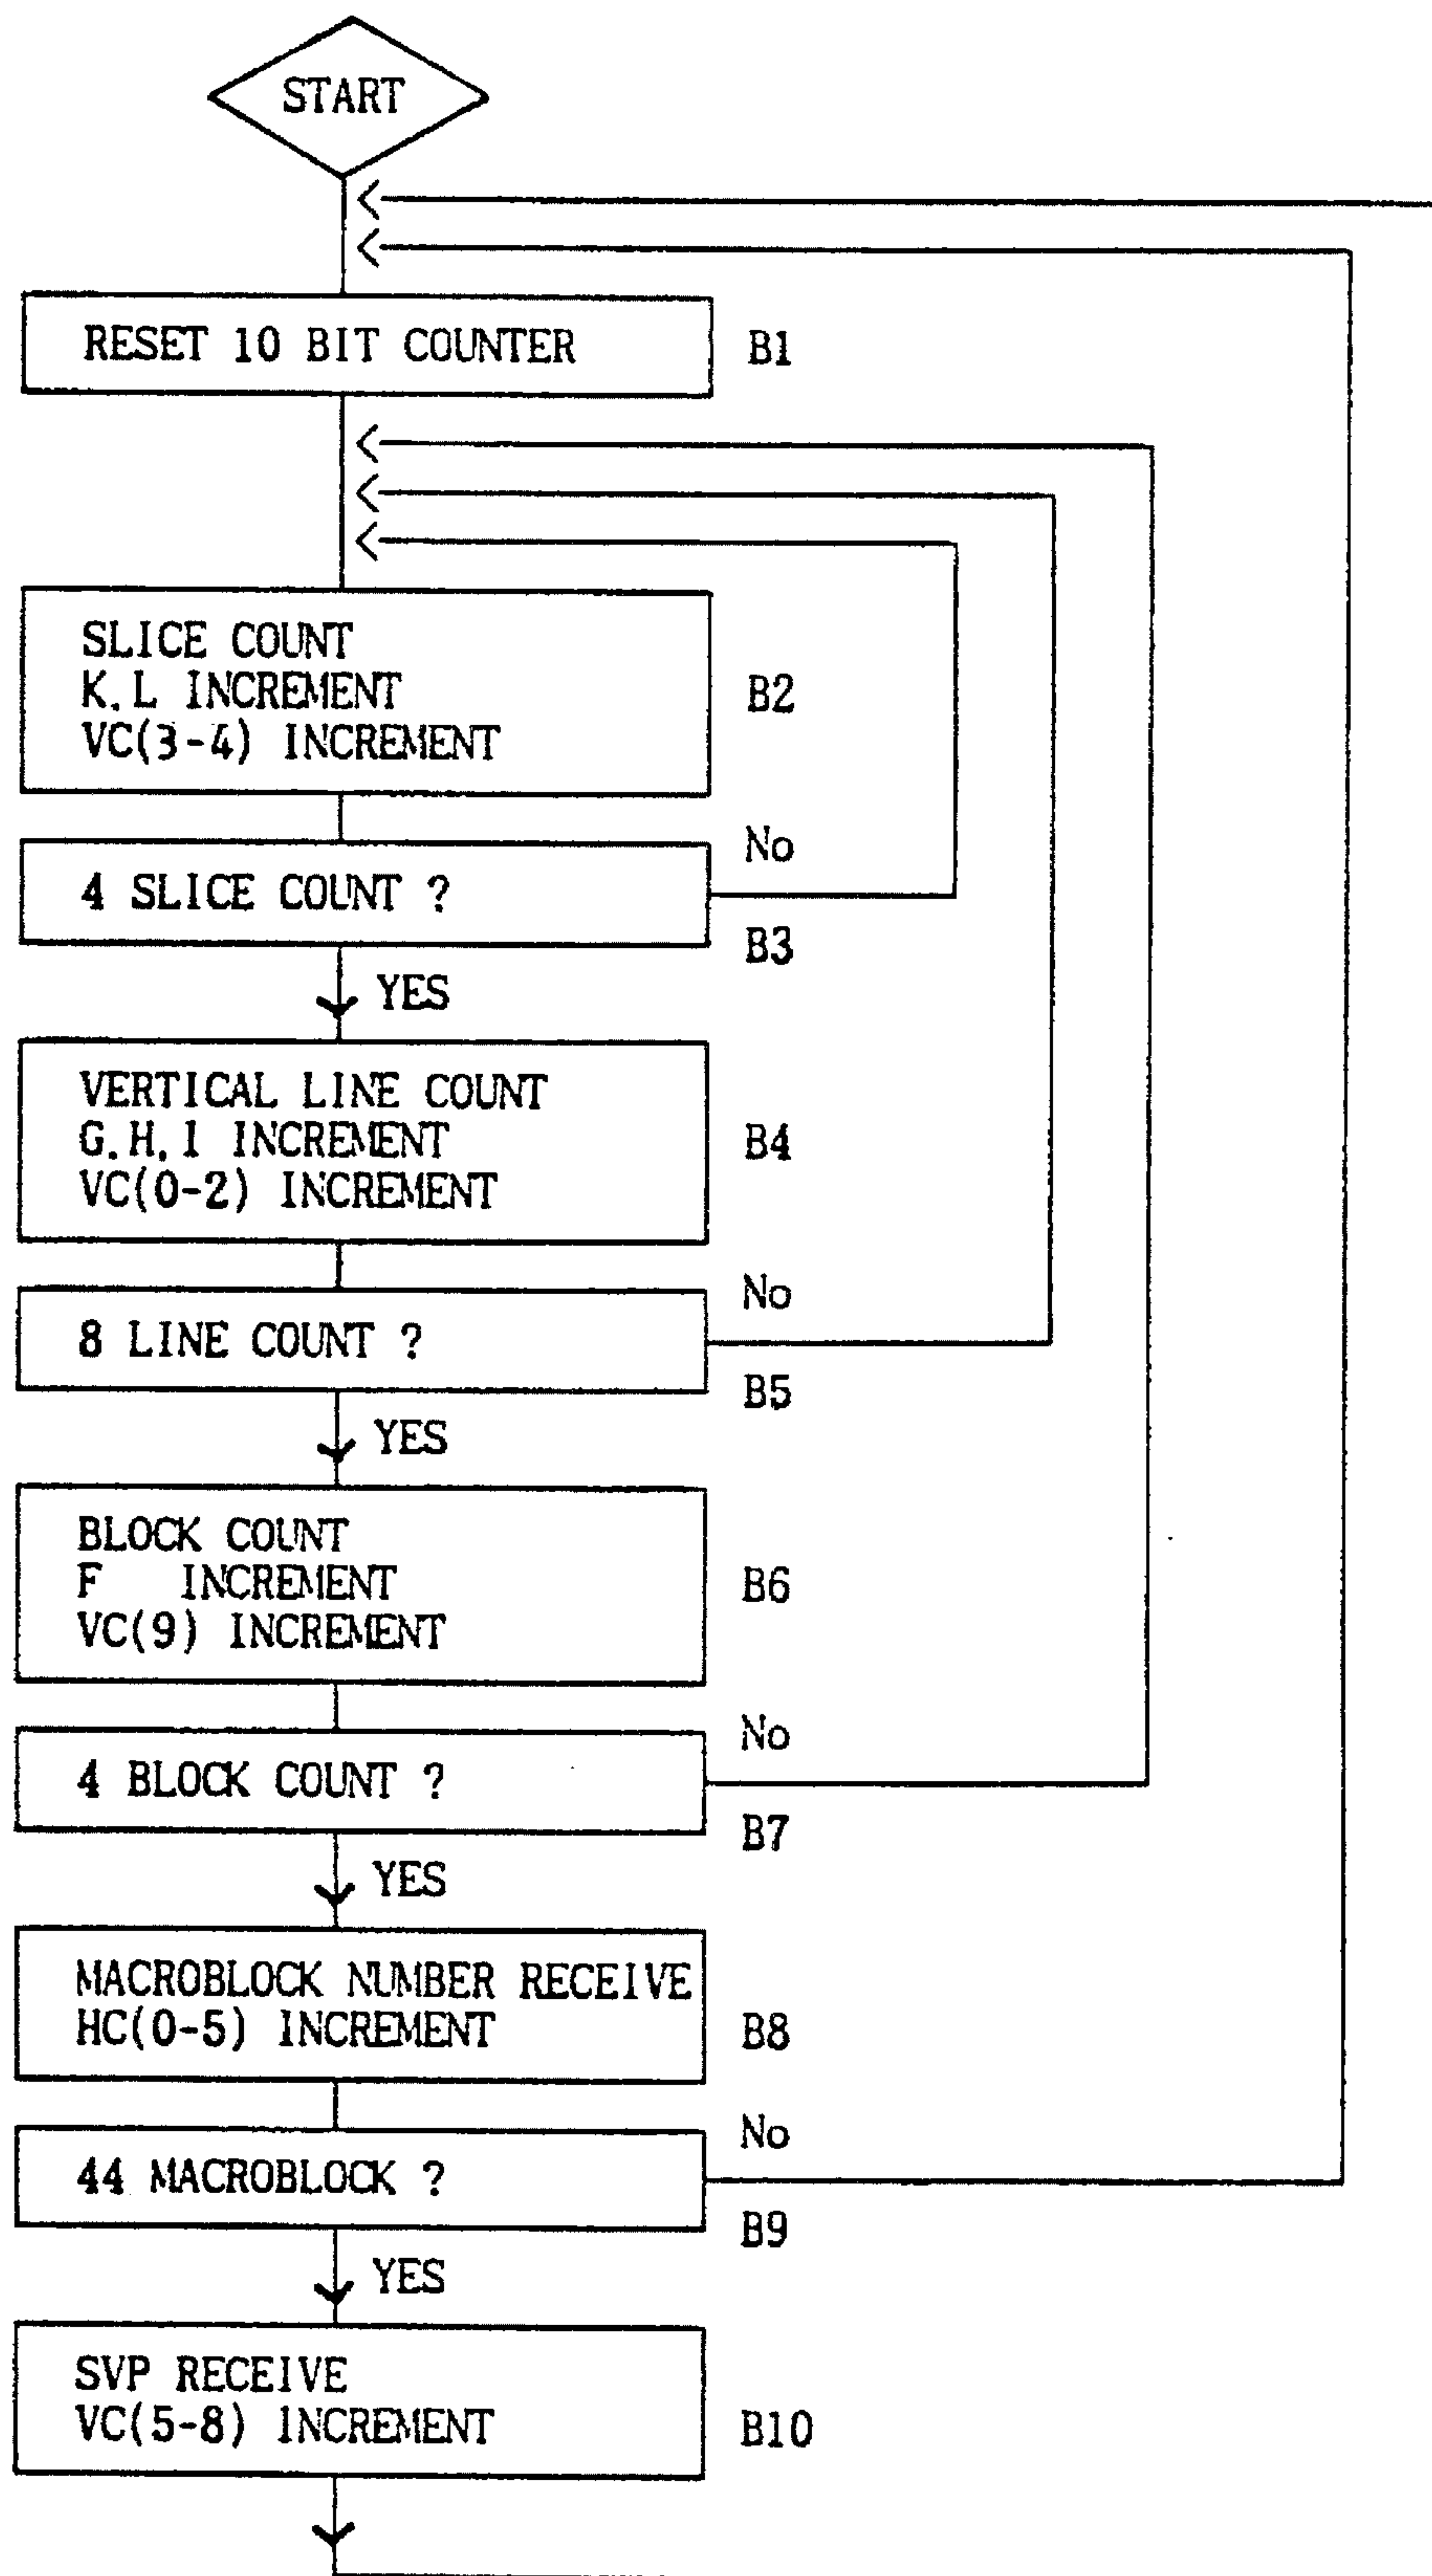 START
RESET 10 BIT COUNTER
B1
SLICE COUNT
K,L INCREMENT
VC(3-4) INCREMENT
B2
No
4 SLICE COUNT ?
B3
YES
VERTICAL LINE COUNT
G,H,I INCREMENT
VC(0-2) INCREMENT
B4
No
8 LINE COUNT ?
B5
YES
BLOCK COUNT
F INCREMENT
VC(9) INCREMENT
B6
No
4 BLOCK COUNT ?
B7
YES
MACROBLOCK NUMBER RECEIVE
HC(0-5) INCREMENT
B8
No
44 MACROBLOCK ?
B9
YES
SVP RECEIVE
VC(5-8) INCREMENT
B10